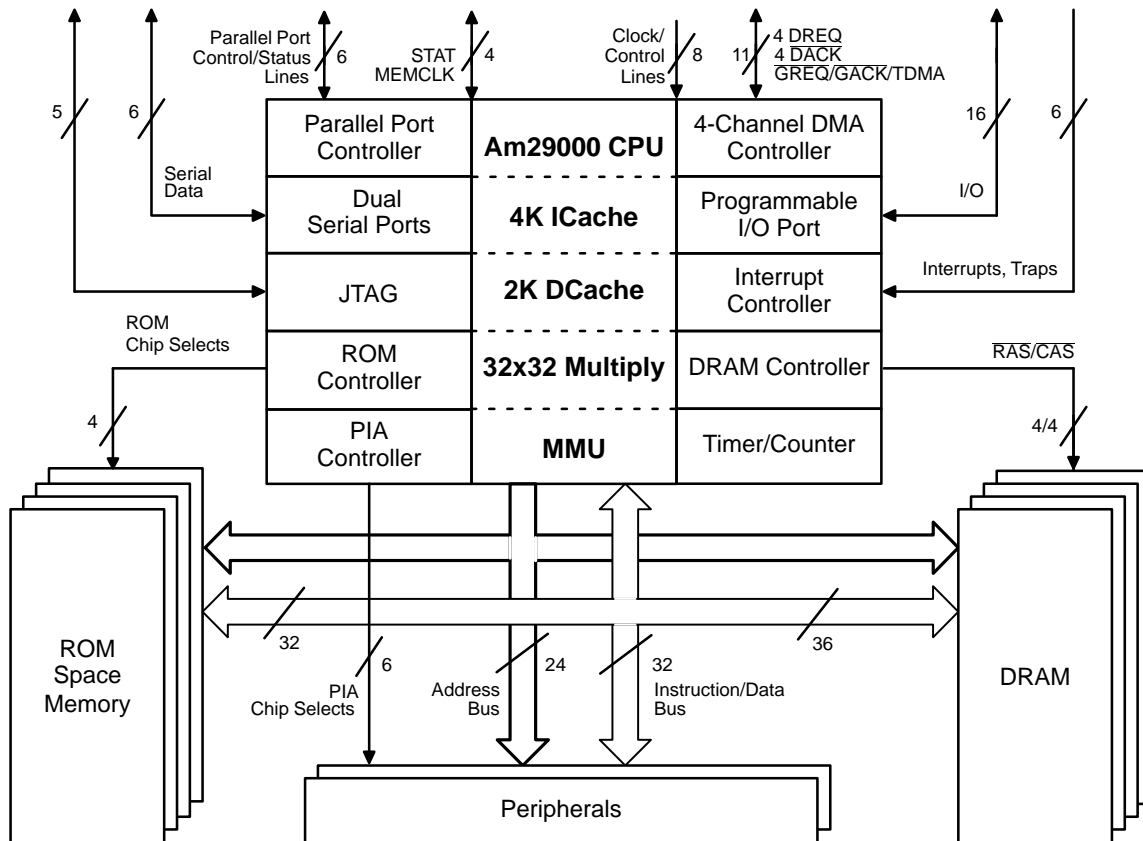 Parallel Port
Control/Status
Lines
6
STAT
MEMCLK
4
Clock/
Control
Lines
8
11
4 DREQ
4 DACK
GREQ/GACK/TDMA
5
6
16
6
Serial
Data
I/O
Interrupts, Traps
Parallel Port
Controller
Am29000 CPU
4-Channel DMA
Controller
Dual
Serial Ports
4K ICache
Programmable
I/O Port
JTAG
2K DCache
Interrupt
Controller
ROM
Chip Selects
ROM
Controller
32x32 Multiply
DRAM Controller
RAS/CAS
4
PIA
Controller
MMU
Timer/Counter
4/4
32
36
6
24
32
PIA
Chip Selects
Address
Bus
Instruction/Data
Bus
ROM
Space
Memory
DRAM
Peripherals